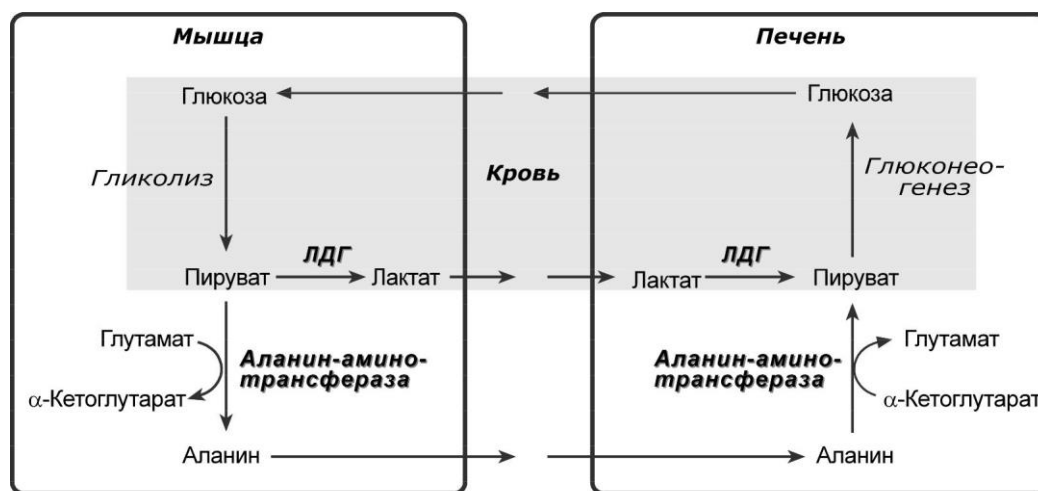 Мышца
Печень
Глюкоза
Глюкоза
Гликолиз
Кровь
Глюконео-
генез
Пируват
ЛДГ
Лактат
Лактат
ЛДГ
Пируват
Глутамат
Аланин-амино-
трансфераза
α-Кетоглутарат
Аланин-амино-
трансфераза
Глутамат
α-Кетоглутарат
Аланин
Аланин